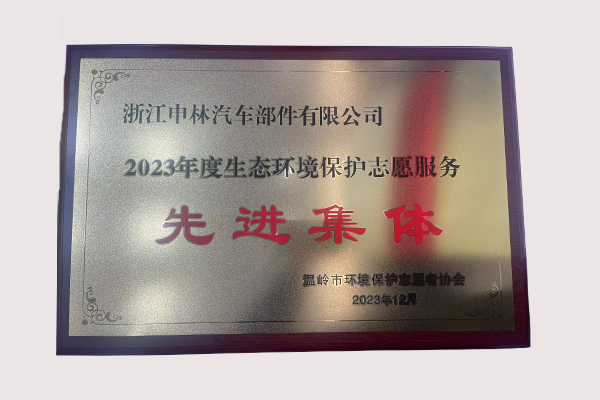 浙江申林汽车部件有限公司
2023年度生态环境保护志愿服务
先进集体
温岭市环境保护志愿者协会
2023年12月